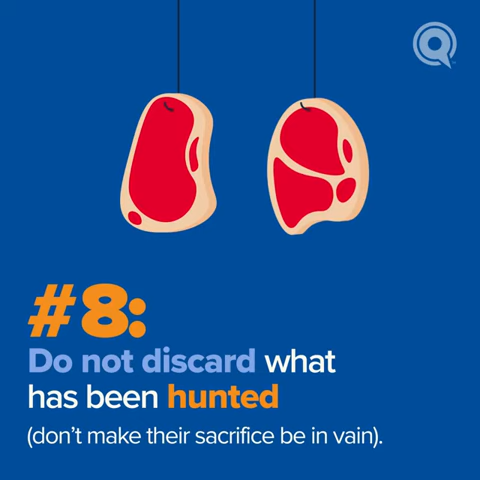 #8:
Do not discard what
has been hunted
(don't make their sacrifice be in vain).